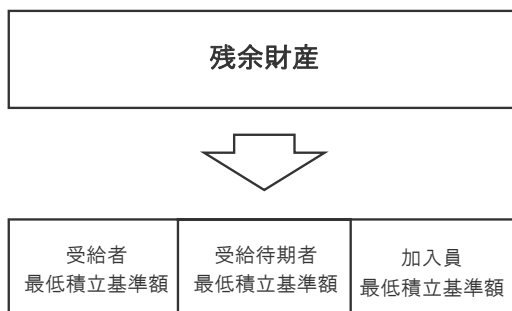 残余財産
受給者
最低積立基準額
受給待期者
最低積立基準額
加入員
最低積立基準額